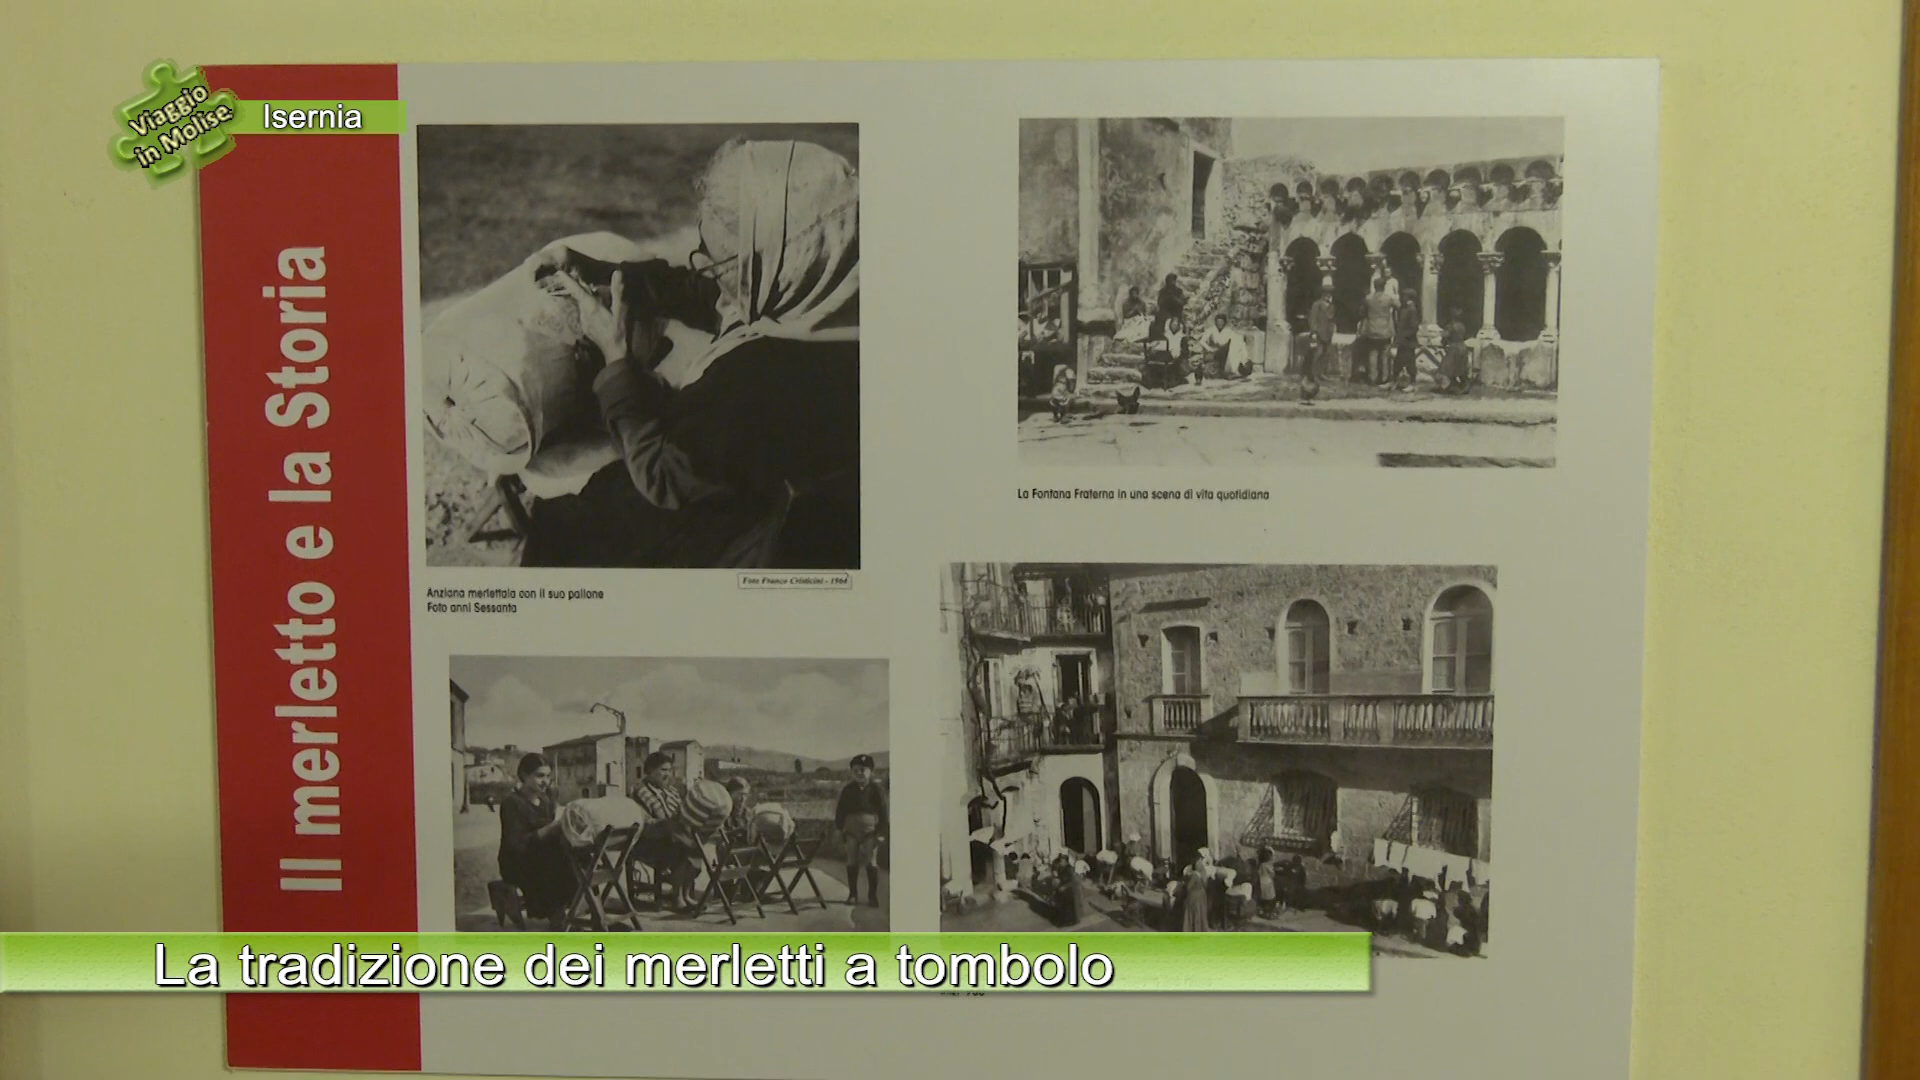 Viaggio
in Molise
Isernia
Il merletto e la Storia
Foto Franco Cristicini - 1964
Anziana merlettaia con il suo pallone
Foto anni Sessanta
La Fontana Fraterna in una scena di vita quotidiana
La tradizione dei merletti a tombolo